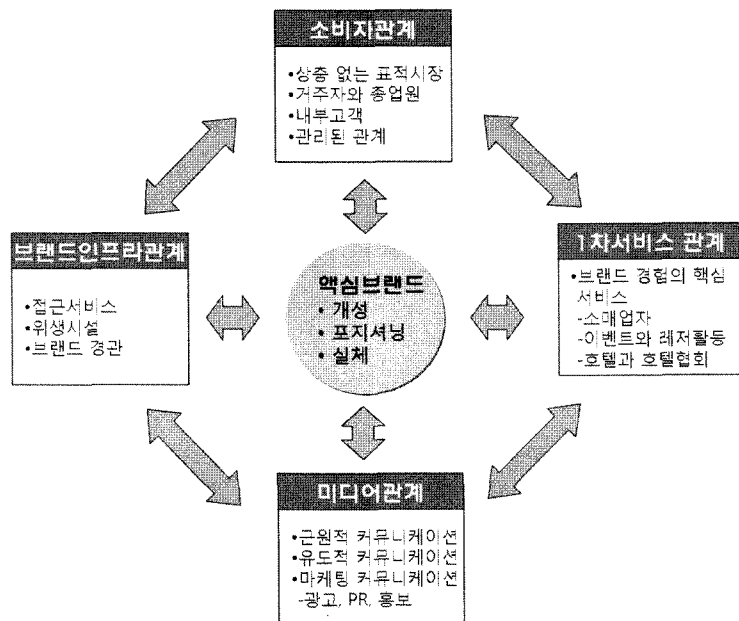 소비자관계
•상충 없는 표적시장
•거주자와 종업원
•내부고객
•관리된 관계
브랜드인프라관계
•접근서비스
•위생시설
•브랜드 경관
핵심브랜드
• 개성
• 포지셔닝
• 실체
1차서비스 관계
•브랜드 경험의 핵심
서비스
-소매업자
-이벤트와 레저활동
-호텔과 호텔협회
미디어관계
•근원적 커뮤니케이션
•유도적 커뮤니케이션
•마케팅 커뮤니케이션
-광고, PR, 홍보